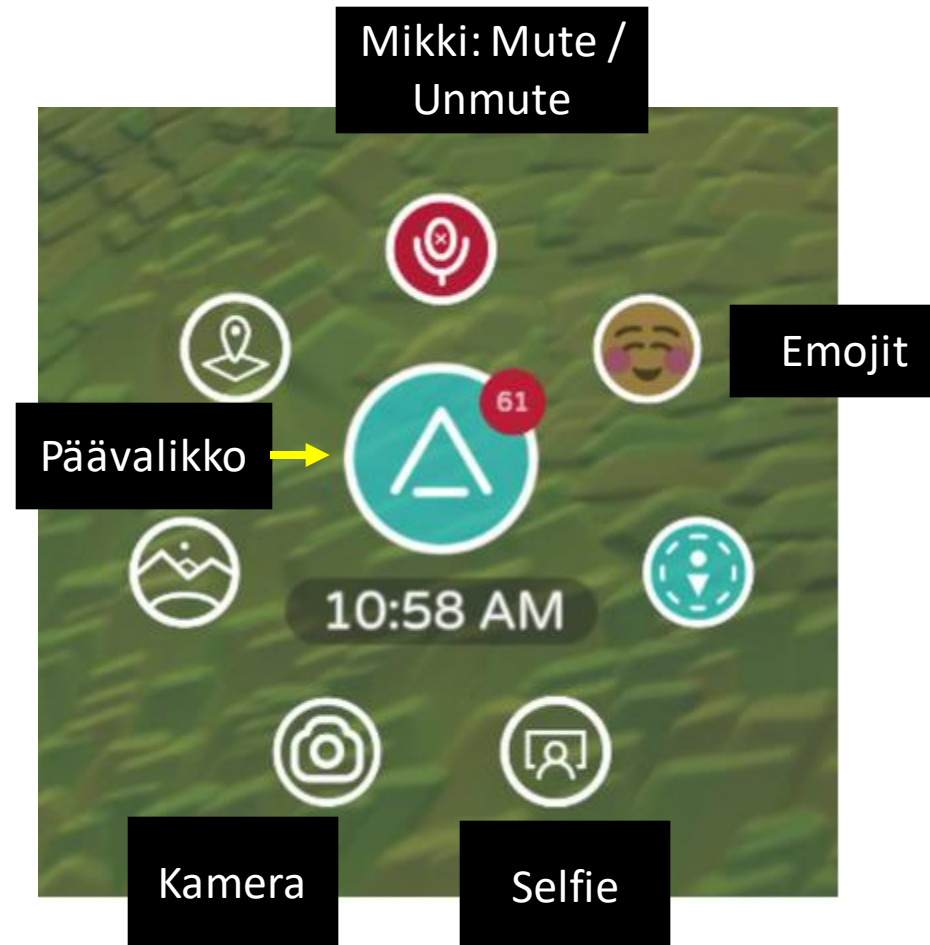 Mikki: Mute /
Unmute
Emojit
61
Päävalikko
10:58 AM
Kamera
Selfie